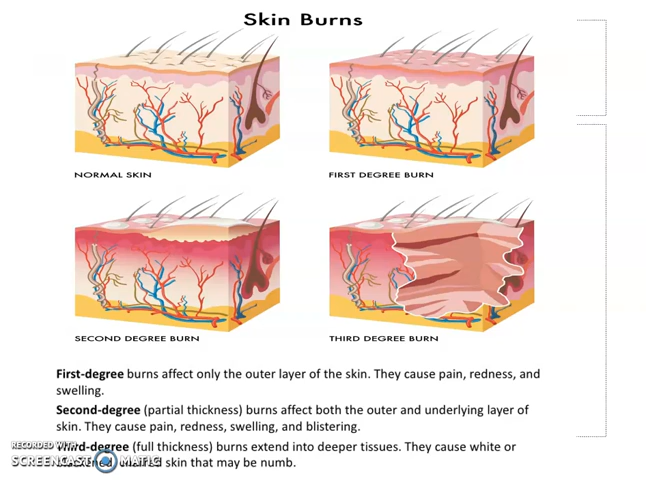 Skin Burns
NORMAL SKIN
FIRST DEGREE BURN
SECOND DEGREE BURN
THIRD DEGREE BURN
First-degree burns affect only the outer layer of the skin. They cause pain, redness, and
swelling.
Second-degree (partial thickness) burns affect both the outer and underlying layer of
skin. They cause pain, redness, swelling, and blistering.
Third-degree (full thickness) burns extend into deeper tissues. They cause white or
skin that may be numb.
RECORDED WITH
SCREENCAST MATIC